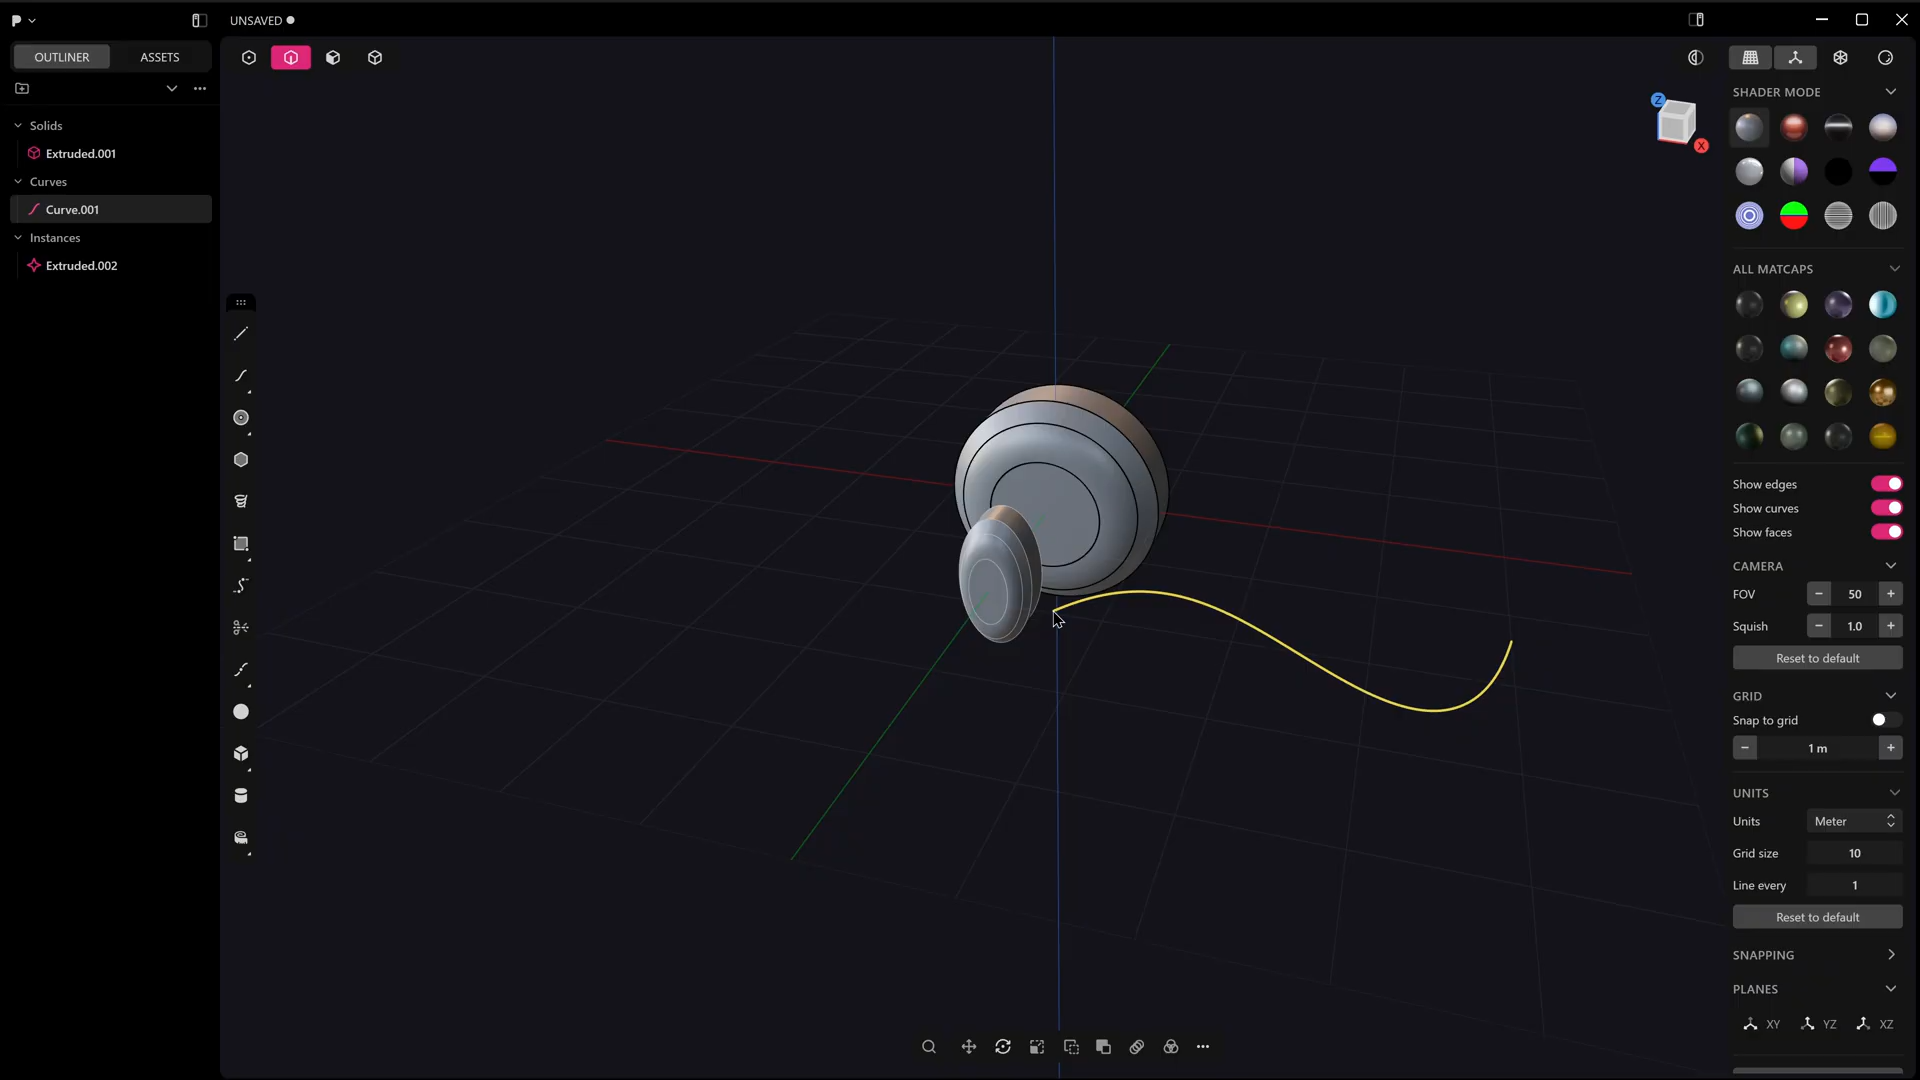 UNSAVED
OUTLINER
ASSETS
Solids
Extruded.001
Curves
Curve.001
Instances
Extruded.002
Z
X
SHADER MODE
ALL MATCAPS
Show edges
Show curves
Show faces
CAMERA
FOV
50
Squish
1.0
Reset to default
GRID
Snap to grid
1 m
UNITS
Units
Meter
Grid size
10
Line every
1
Reset to default
SNAPPING
PLANES
XY
YZ
XZ